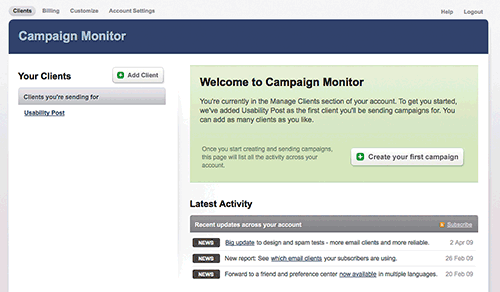 Clients Billing Customize Account Settings Help Logout
Campaign Monitor
Your Clients
Add Client
Clients you're sending for
Usability Post
Welcome to Campaign Monitor
You're currently in the Manage Clients section of your account. To get you started,
we've added Usability Post as the first client you'll be sending campaigns for. You
can add as many clients as you like.
Once you start creating and sending campaigns,
this page will list all the activity across your
account.
Create your first campaign
Latest Activity
Recent updates across your account Subscribe
NEWS Big update to design and spam tests - more email clients and more reliable. 2 Apr 09
NEWS New report: See which email clients your subscribers are using. 26 Feb 09
NEWS Forward to a friend and preference center now available in multiple languages. 20 Feb 09